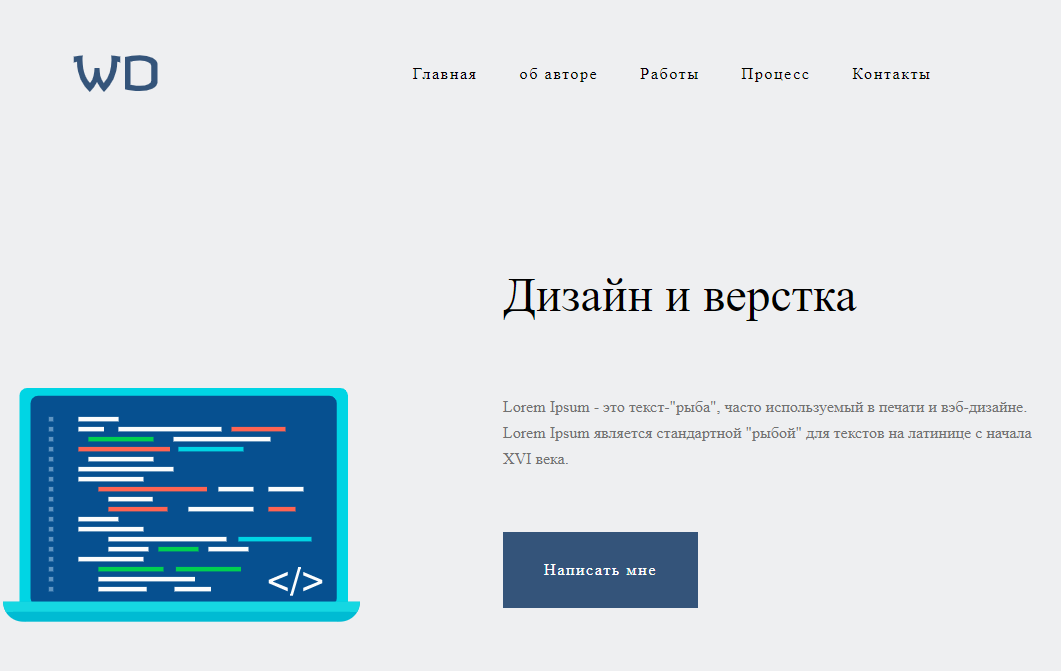 WD
Главная об авторе Работы Процесс Контакты
Дизайн и верстка
Lorem Ipsum - это текст-"рыба", часто используемый в печати и вэб-дизайне.
Lorem Ipsum является стандартной "рыбой" для текстов на латинице с начала
XVI века.
</>
Написать мне